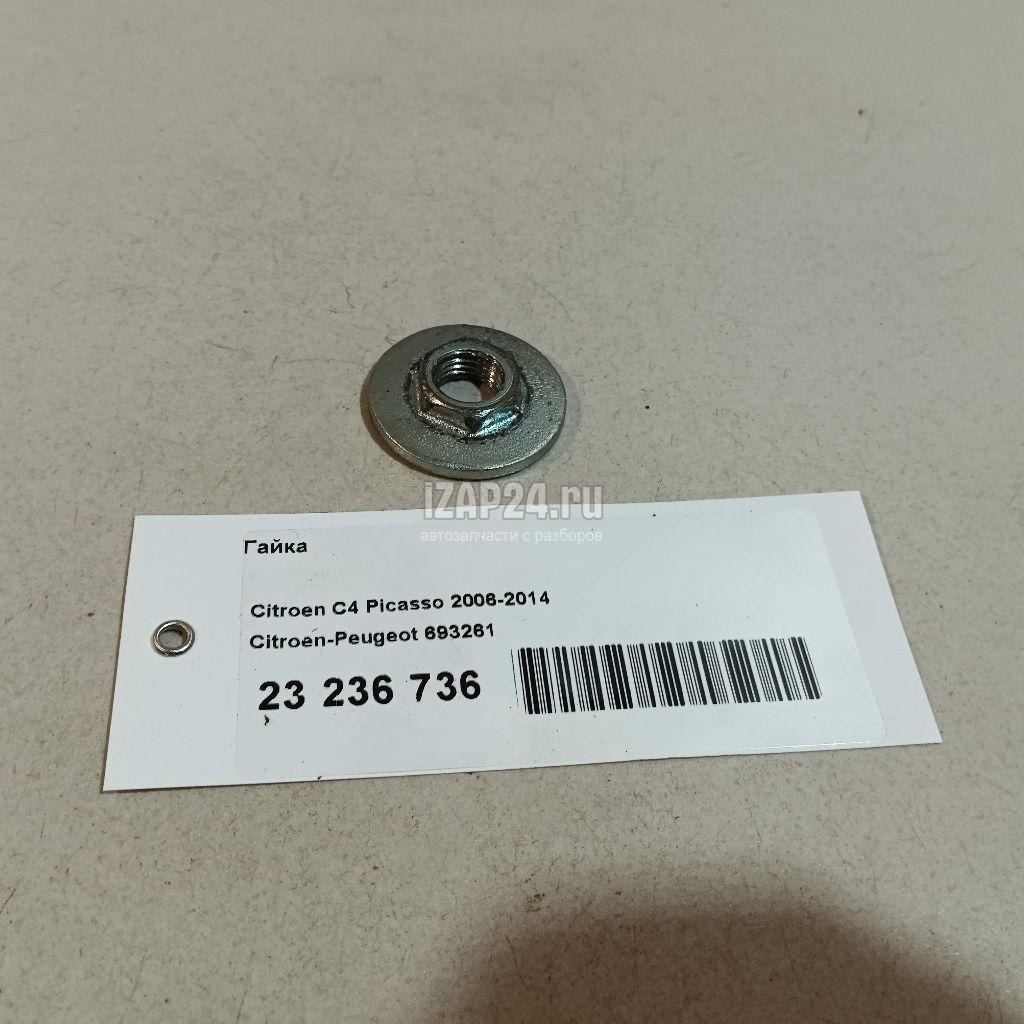 iZAP24.ru
автозапчасти с разборов
Гайка
Citroen C4 Picasso 2006-2014
Citroen-Peugeot 693261
23 236 736